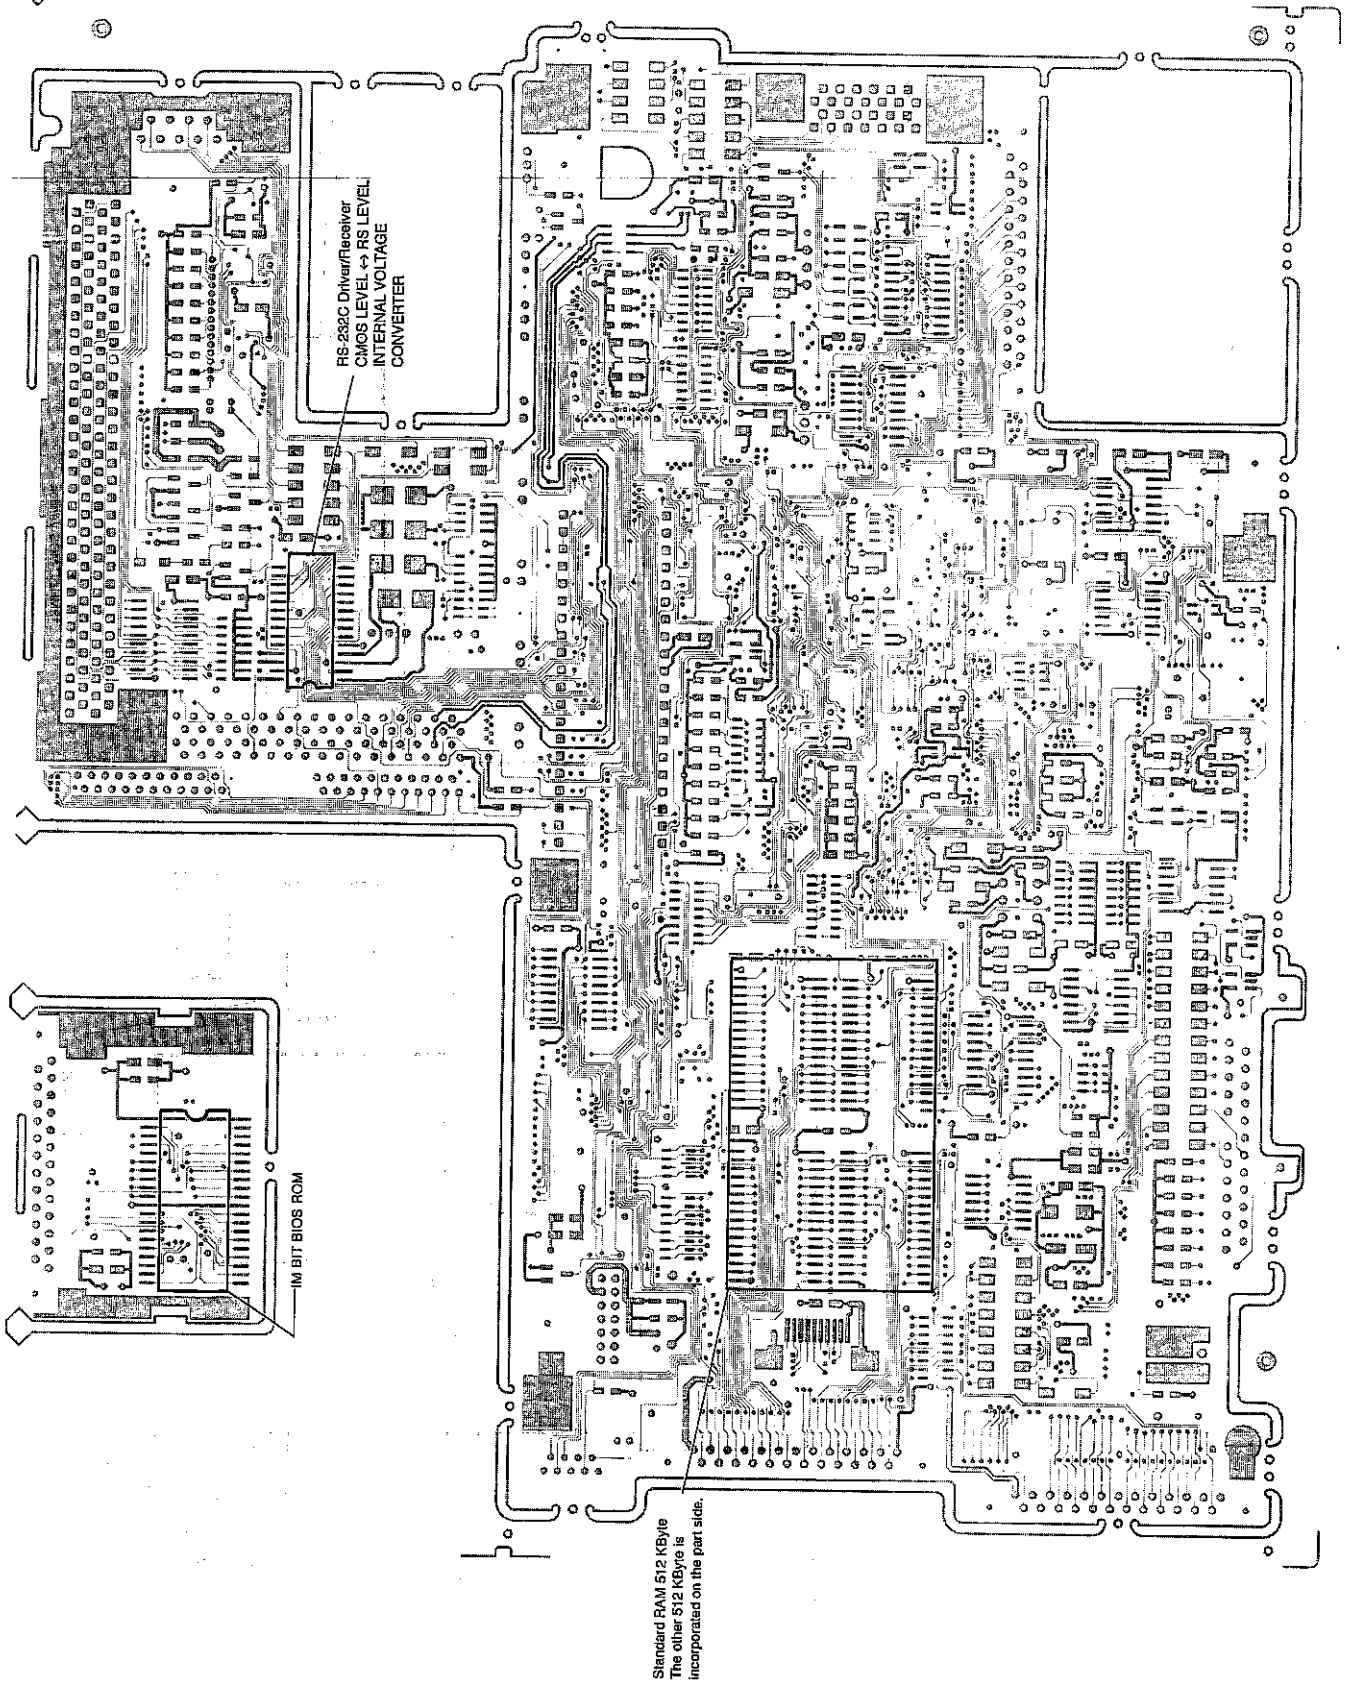 RS-232C Driver/Receiver
CMOS LEVEL ↔ RS LEVEL
INTERNAL VOLTAGE
CONVERTER
IM BIT BIOS ROM
Standard RAM 512 KByte
The other 512 KByte is
incorporated on the part side.